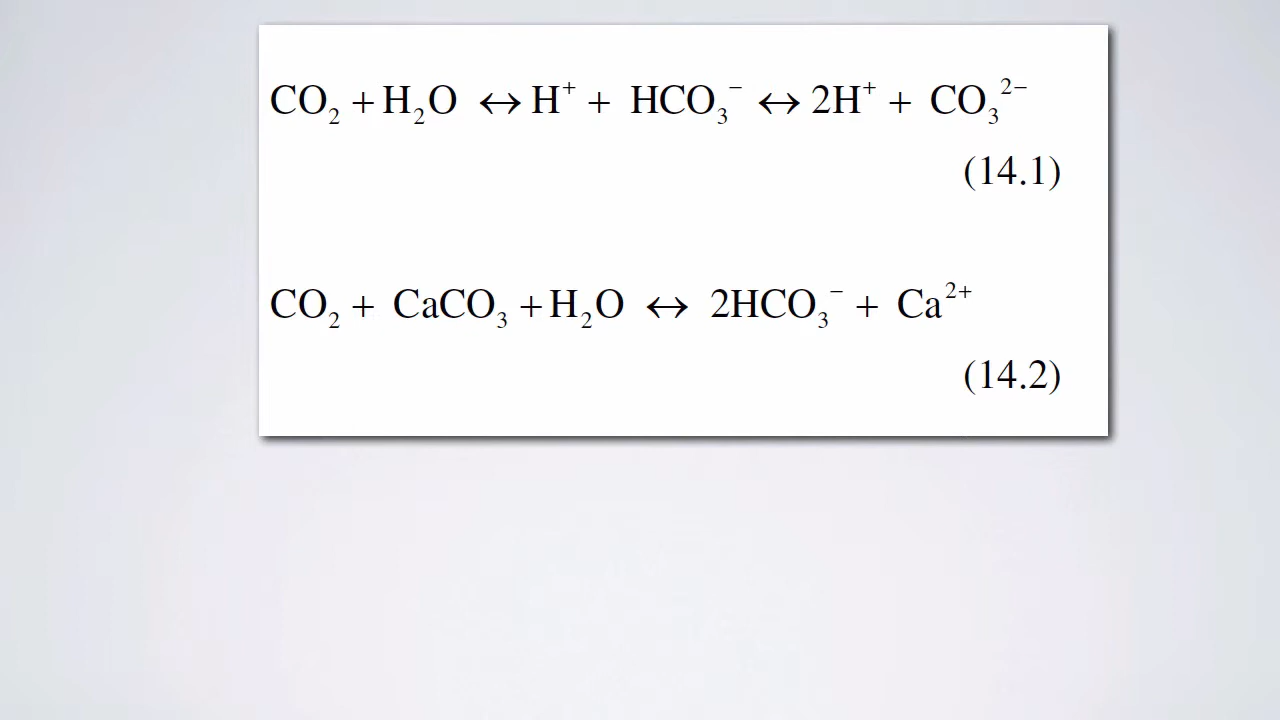 CO₂ + H₂O ↔ H⁺ + HCO₃⁻ ↔ 2H⁺ + CO₃²⁻
(14.1)
CO₂ + CaCO₃ + H₂O ↔ 2HCO₃⁻ + Ca²⁺
(14.2)